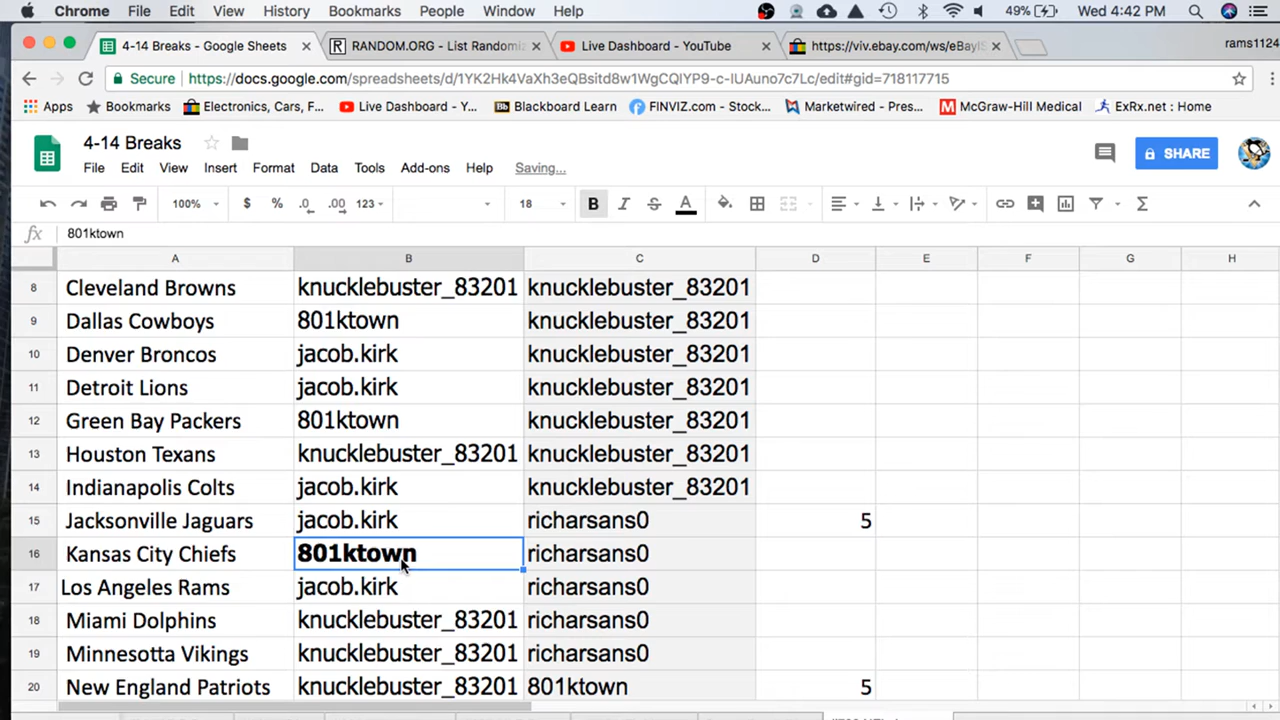 Chrome File Edit View History Bookmarks People Window Help 49% Wed 4:42 PM
4-14 Breaks - Google Sheets × RANDOM.ORG - List Randomi × Live Dashboard - YouTube × https://viv.ebay.com/ws/eBayI × rams1124
Secure https://docs.google.com/spreadsheets/d/1YK2Hk4VaXh3eQBsitd8w1WgCQlYP9-c-lUAuno7c7Lc/edit#gid=718117715
Apps Bookmarks Electronics, Cars, F... Live Dashboard - Y... Bb Blackboard Learn FINVIZ.com - Stock... Marketwired - Pres... M McGraw-Hill Medical ExRx.net : Home
4-14 Breaks SHARE
File Edit View Insert Format Data Tools Add-ons Help Saving...
100% $ % .0 .00 123 18 B I S A Σ
fx 801ktown
A B C D E F G H
8 Cleveland Browns knucklebuster_83201 knucklebuster_83201
9 Dallas Cowboys 801ktown knucklebuster_83201
10 Denver Broncos jacob.kirk knucklebuster_83201
11 Detroit Lions jacob.kirk knucklebuster_83201
12 Green Bay Packers 801ktown knucklebuster_83201
13 Houston Texans knucklebuster_83201 knucklebuster_83201
14 Indianapolis Colts jacob.kirk knucklebuster_83201
15 Jacksonville Jaguars jacob.kirk richarsans0 5
16 Kansas City Chiefs 801ktown richarsans0
17 Los Angeles Rams jacob.kirk richarsans0
18 Miami Dolphins knucklebuster_83201 richarsans0
19 Minnesota Vikings knucklebuster_83201 richarsans0
20 New England Patriots knucklebuster_83201 801ktown 5